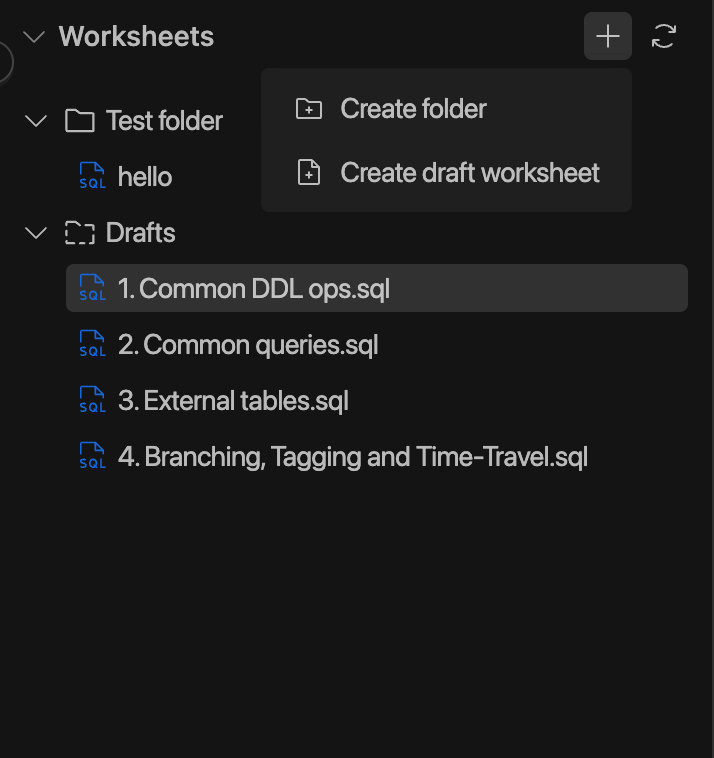 Worksheets
Create folder
Test folder
Create draft worksheet
SQL hello
Drafts
SQL 1. Common DDL ops.sql
SQL 2. Common queries.sql
SQL 3. External tables.sql
SQL 4. Branching, Tagging and Time-Travel.sql